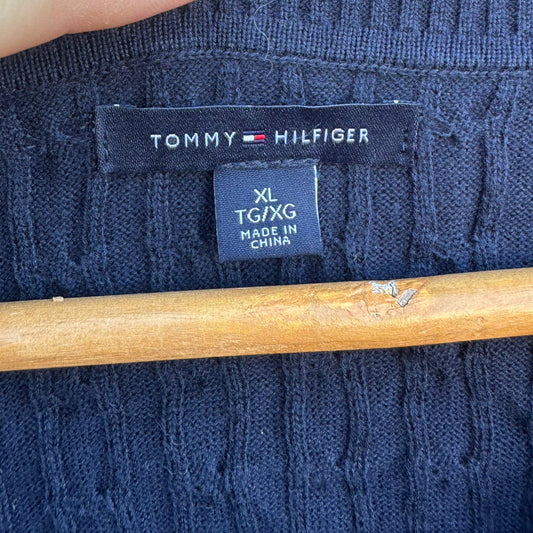 TOMMY HILFIGER
XL
TG/XG
MADE IN
CHINA